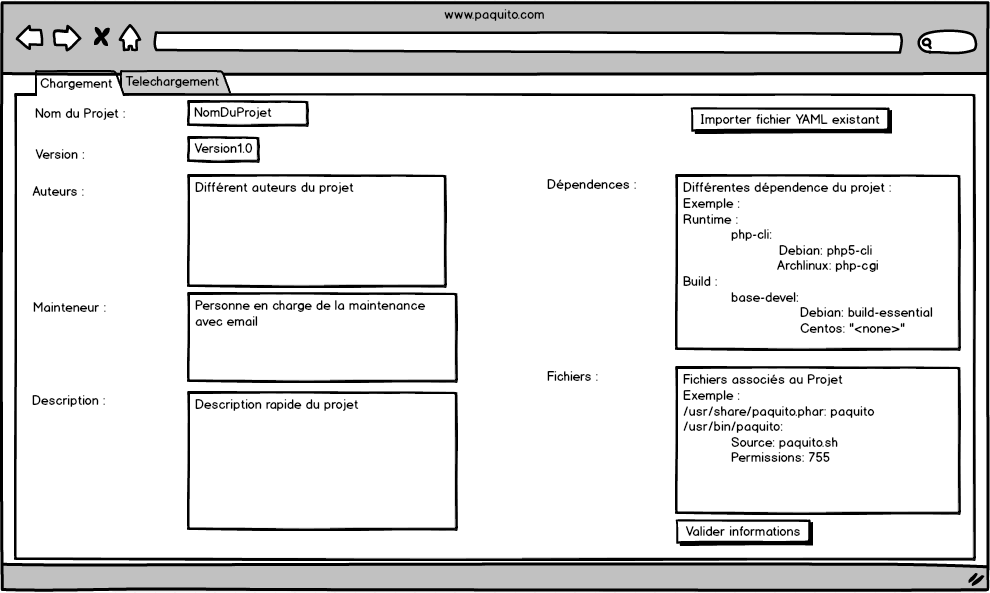 www.paquito.com
Chargement
Telechargement
Nom du Projet :
NomDuProjet
Importer fichier YAML existant
Version :
Version1.0
Auteurs :
Différent auteurs du projet
Mainteneur :
Personne en charge de la maintenance
avec email
Description :
Description rapide du projet
Dépendences :
Différentes dépendence du projet :
Exemple :
Runtime :
php-cli:
Debian: php5-cli
Archlinux: php-cgi
Build :
base-devel:
Debian: build-essential
Centos: "<none>"
Fichiers :
Fichiers associés au Projet
Exemple :
/usr/share/paquito.phar: paquito
/usr/bin/paquito:
Source: paquito.sh
Permissions: 755
Valider informations